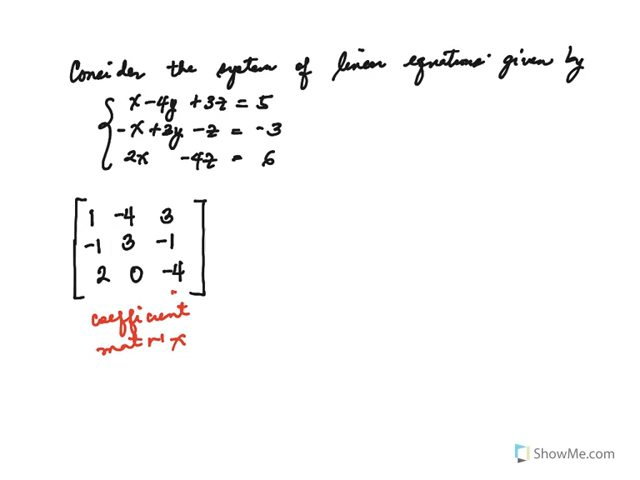 Consider the system of linear equations given by
x - 4y + 3z = 5
-x + 3y - z = -3
2x - 4z = 6
1 -4 3
-1 3 -1
2 0 -4
coefficient
matrix
ShowMe.com